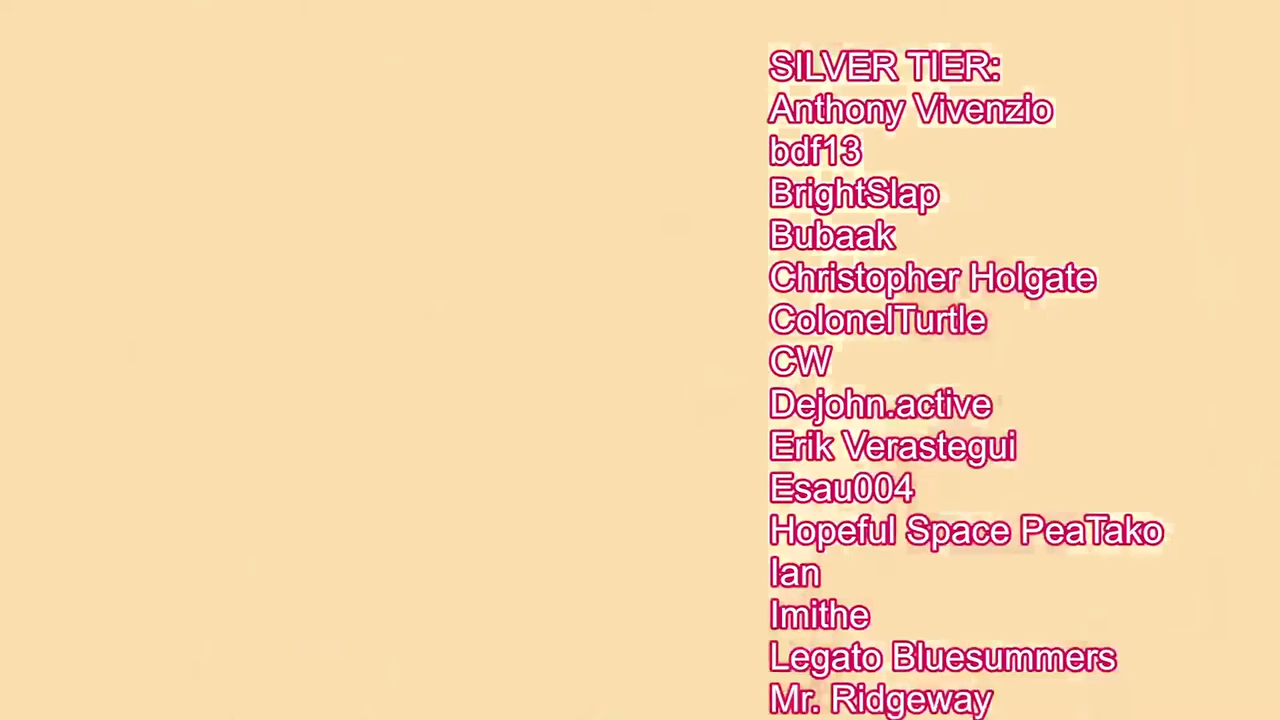 SILVER TIER:
Anthony Vivenzio
bdf13
BrightSlap
Bubaak
Christopher Holgate
ColonelTurtle
CW
Dejohn.active
Erik Verastegui
Esau004
Hopeful Space PeaTako
Ian
Imithe
Legato Bluesummers
Mr. Ridgeway